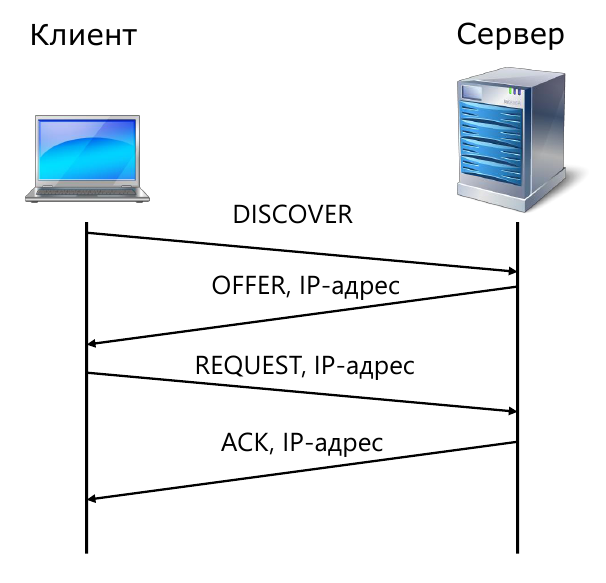 Клиент
Сервер
DISCOVER
OFFER, IP-адрес
REQUEST, IP-адрес
ACK, IP-адрес